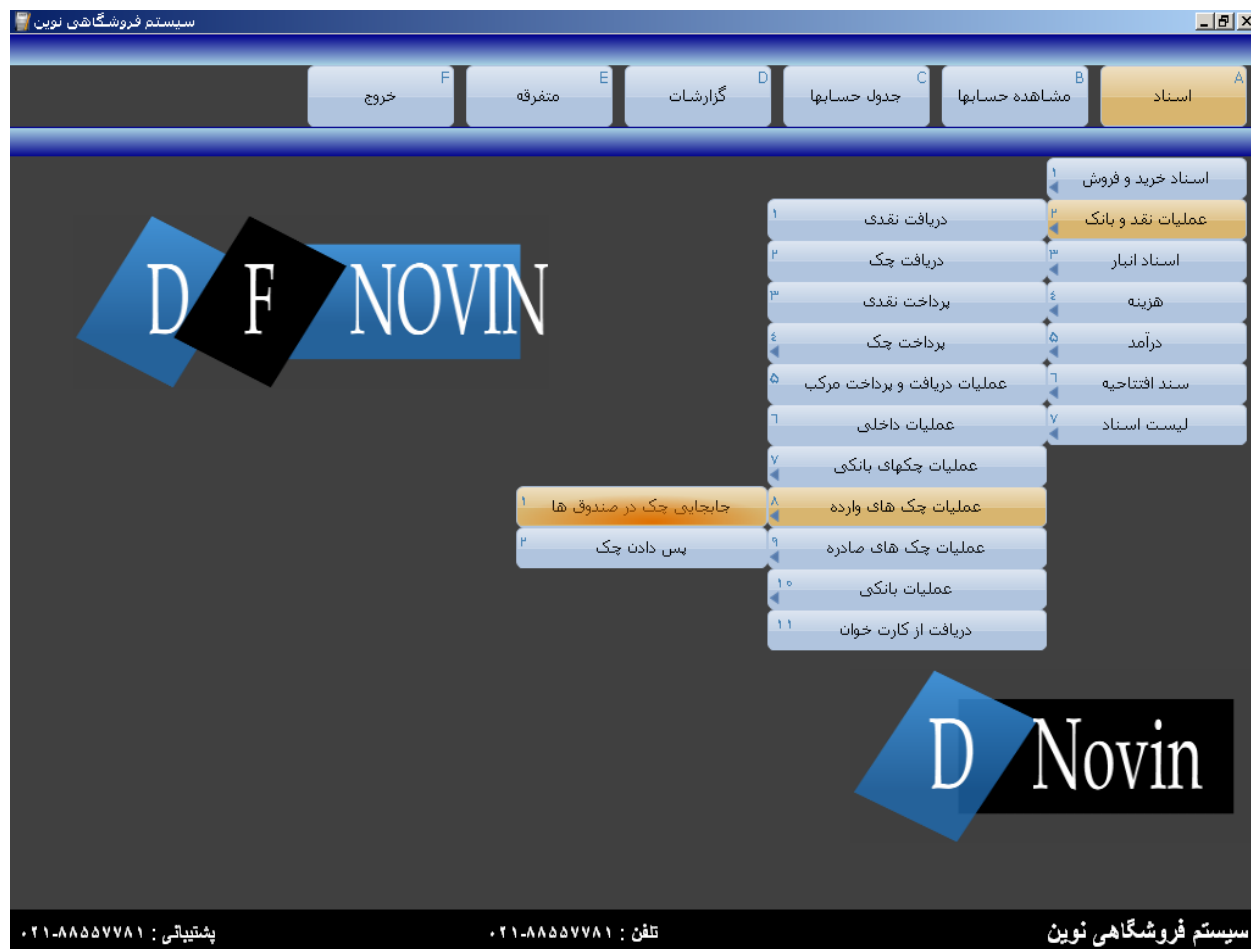 سیستم فروشگاهی نوین
A اسناد
B مشاهده حسابها
C جدول حسابها
D گزارشات
E متفرقه
F خروج
۱ اسناد خرید و فروش
۲ عملیات نقد و بانک
۳ اسناد انبار
٤ هزینه
۵ درآمد
٦ سند افتتاحیه
۷ لیست اسناد
۱ دریافت نقدی
۲ دریافت چک
۳ پرداخت نقدی
٤ پرداخت چک
۵ عملیات دریافت و پرداخت مرکب
٦ عملیات داخلی
۷ عملیات چکهای بانکی
۸ عملیات چک های وارده
۹ عملیات چک های صادره
۱۰ عملیات بانکی
۱۱ دریافت از کارت خوان
۱ جابجایی چک در صندوق ها
۲ پس دادن چک
D F NOVIN
D Novin
سیستم فروشگاهی نوین
تلفن : ۰۲۱-۸۸۵۵۷۷۸۱
پشتیبانی : ۰۲۱-۸۸۵۵۷۷۸۱